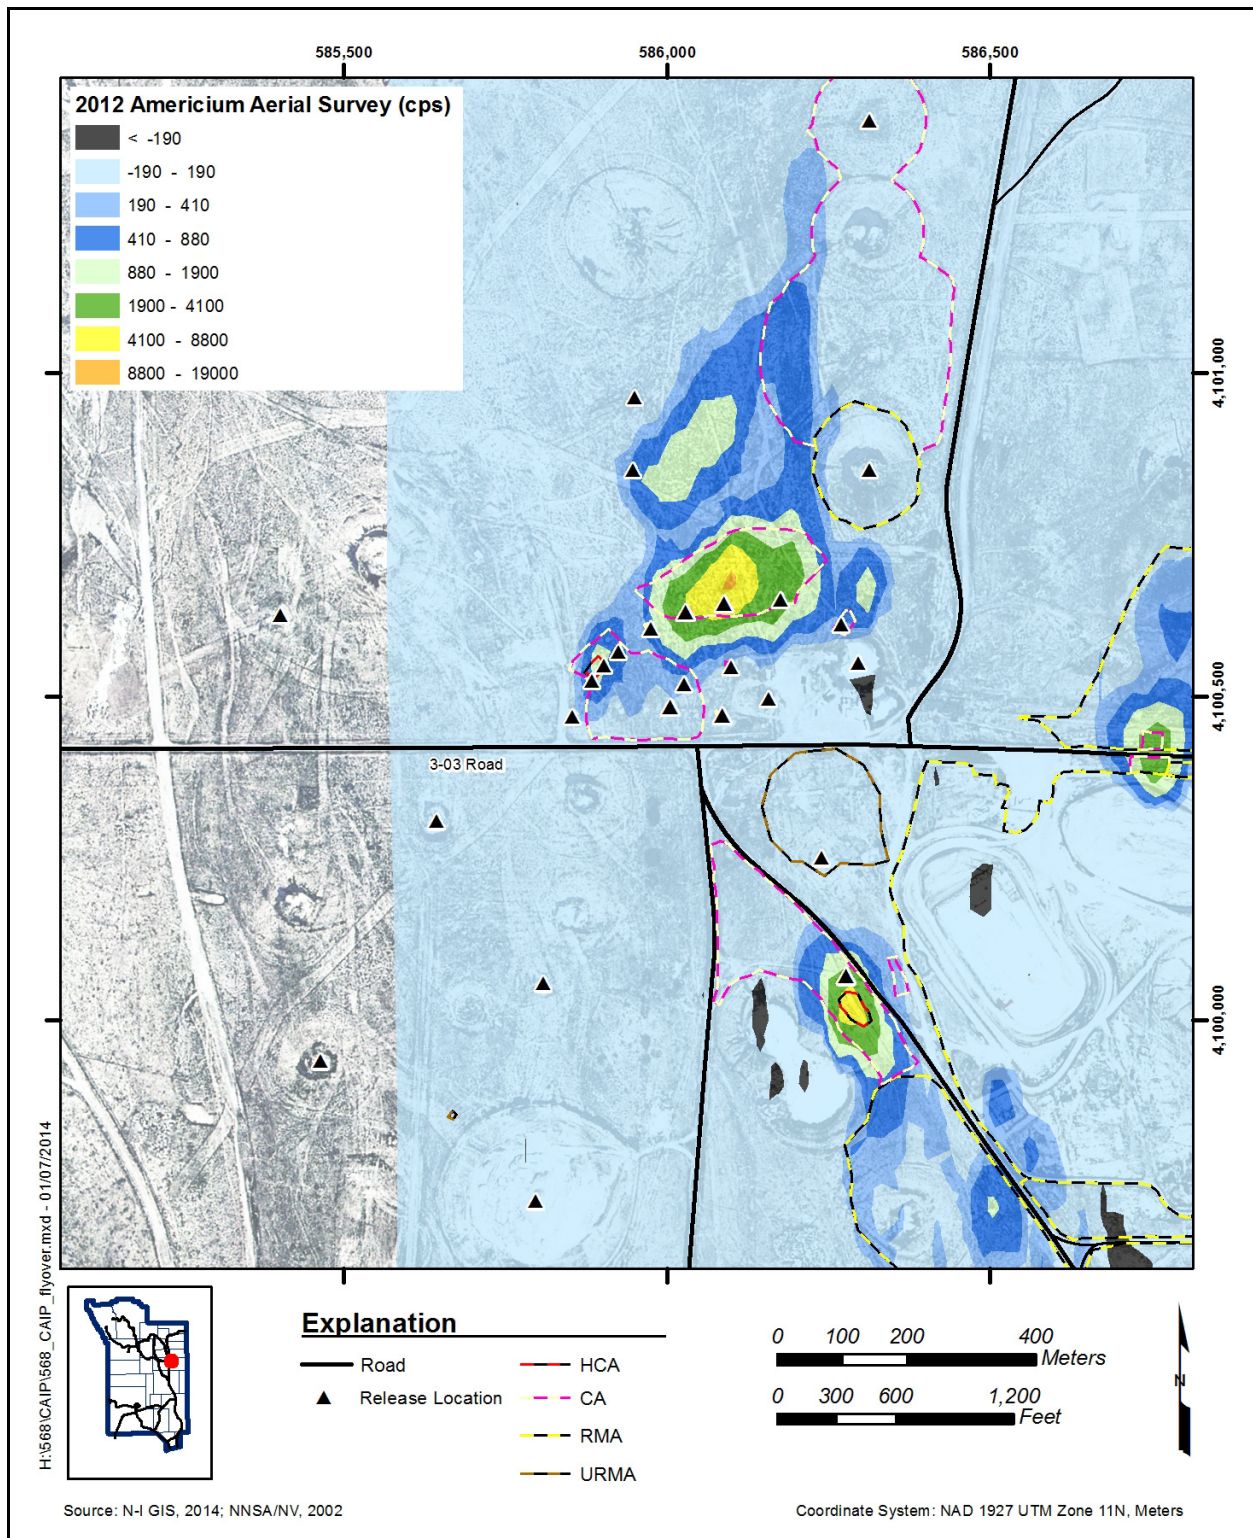 585,500 586,000 586,500
2012 Americium Aerial Survey (cps)
< -190
-190 - 190
190 - 410
410 - 880
880 - 1900
1900 - 4100
4100 - 8800
8800 - 19000
4,101,000
4,100,500
3-03 Road
4,100,000
H:\568\CAIP\568_CAIP_flyover.mxd - 01/07/2014
Explanation
Road
Release Location
HCA
CA
RMA
URMA
0 100 200 400
Meters
0 300 600 1,200
Feet
N
Source: N-I GIS, 2014; NNSA/NV, 2002
Coordinate System: NAD 1927 UTM Zone 11N, Meters